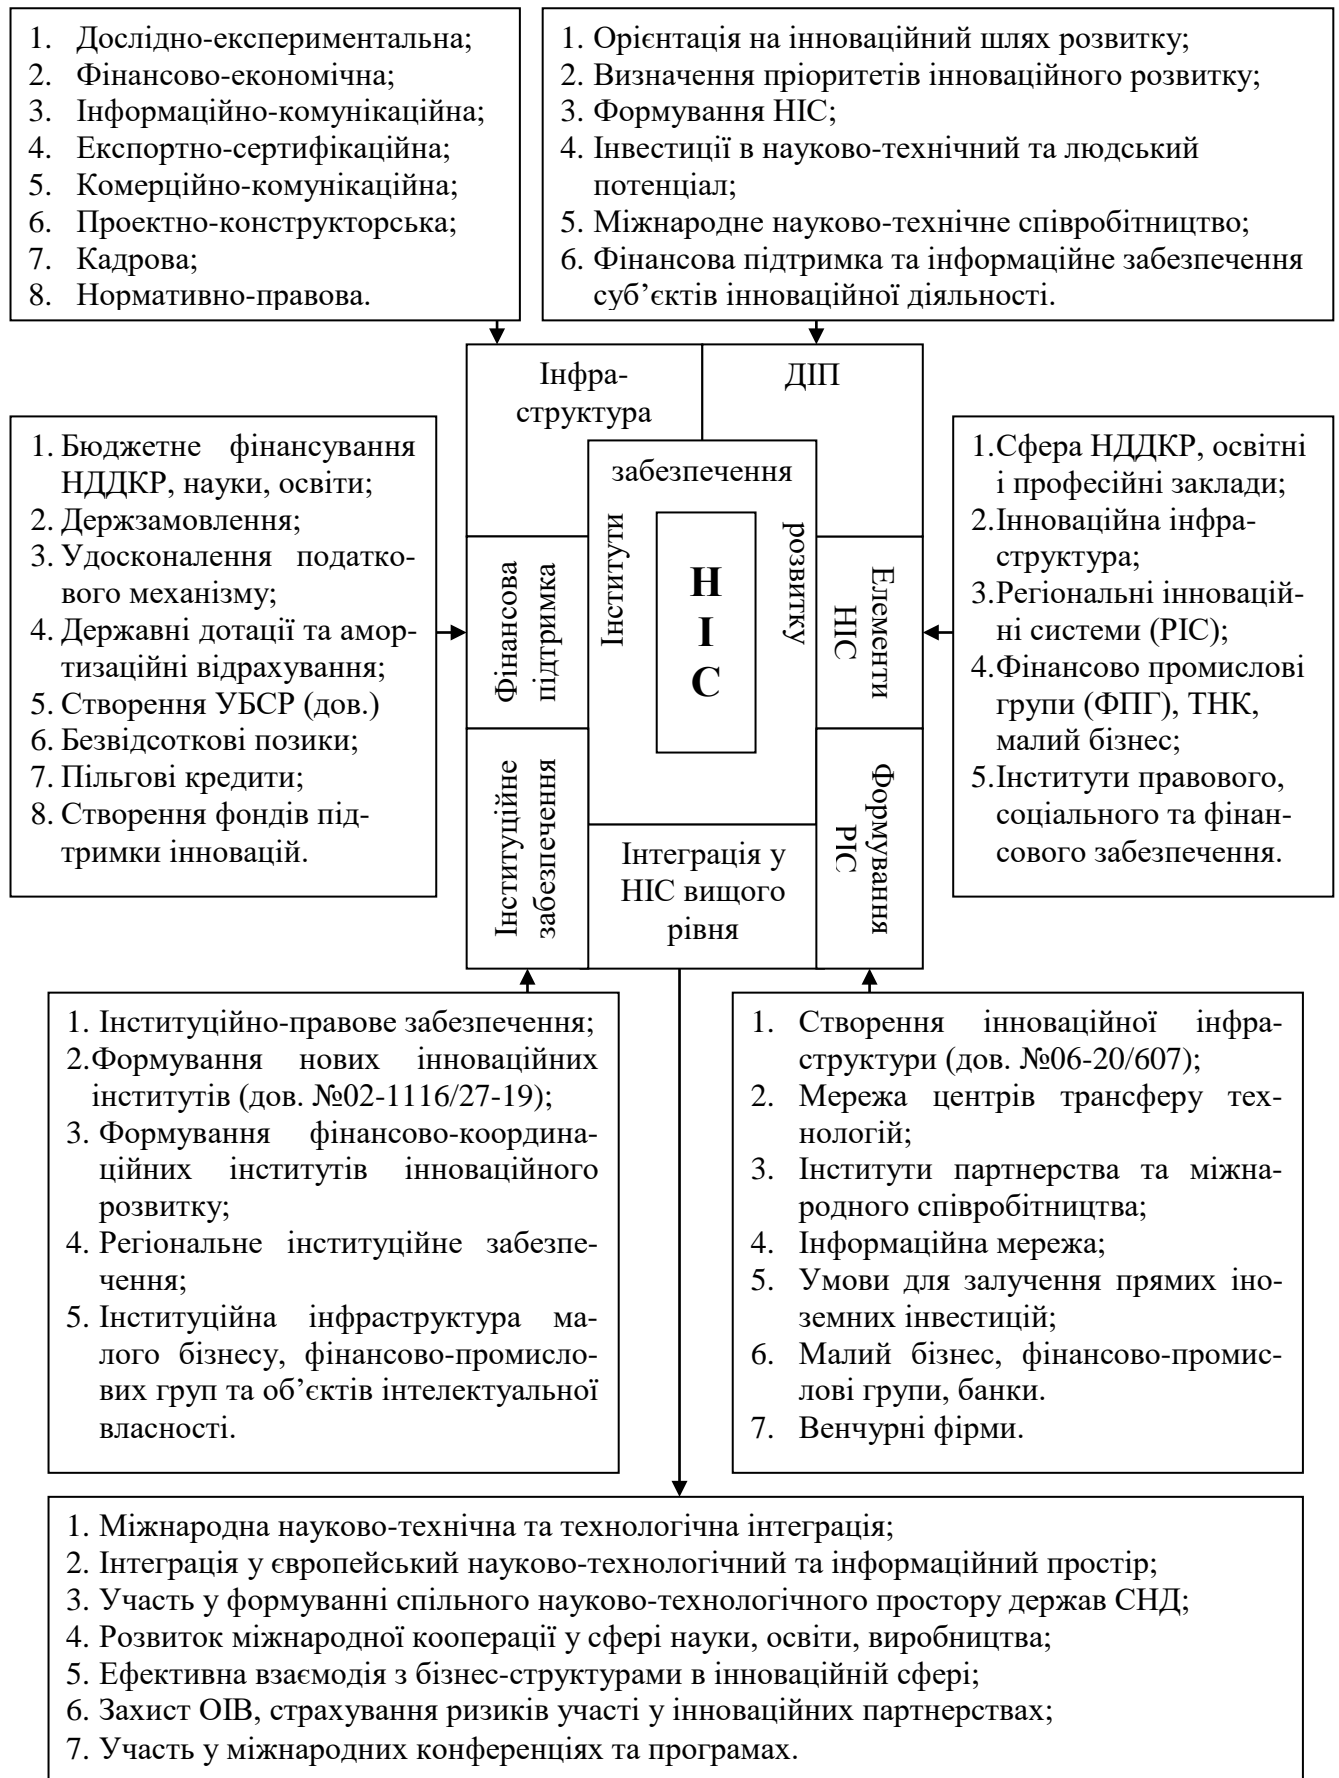 1. Дослідно-експериментальна;
2. Фінансово-економічна;
3. Інформаційно-комунікаційна;
4. Експортно-сертифікаційна;
5. Комерційно-комунікаційна;
6. Проектно-конструкторська;
7. Кадрова;
8. Нормативно-правова.
1. Орієнтація на інноваційний шлях розвитку;
2. Визначення пріоритетів інноваційного розвитку;
3. Формування НІС;
4. Інвестиції в науково-технічний та людський
потенціал;
5. Міжнародне науково-технічне співробітництво;
6. Фінансова підтримка та інформаційне забезпечення
суб’єктів інноваційної діяльності.
Інфра-
структура
ДІП
1. Бюджетне фінансування
НДДКР, науки, освіти;
2. Держзамовлення;
3. Удосконалення податко-
вого механізму;
4. Державні дотації та амор-
тизаційні відрахування;
5. Створення УБСР (дов.)
6. Безвідсоткові позики;
7. Пільгові кредити;
8. Створення фондів під-
тримки інновацій.
забезпечення
Інститути
розвитку
Н
І
С
Фінансова
підтримка
Елементи
НІС
Інституційне
забезпечення
Формування
РІС
Інтеграція у
НІС вищого
рівня
1.Сфера НДДКР, освітні
і професійні заклади;
2.Інноваційна інфра-
структура;
3.Регіональні інновацій-
ні системи (РІС);
4.Фінансово промислові
групи (ФПГ), ТНК,
малий бізнес;
5.Інститути правового,
соціального та фінан-
сового забезпечення.
1. Інституційно-правове забезпечення;
2.Формування нових інноваційних
інститутів (дов. №02-1116/27-19);
3. Формування фінансово-координа-
ційних інститутів інноваційного
розвитку;
4. Регіональне інституційне забезпе-
чення;
5. Інституційна інфраструктура ма-
лого бізнесу, фінансово-промисло-
вих груп та об’єктів інтелектуальної
власності.
1. Створення інноваційної інфра-
структури (дов. №06-20/607);
2. Мережа центрів трансферу тех-
нологій;
3. Інститути партнерства та міжна-
родного співробітництва;
4. Інформаційна мережа;
5. Умови для залучення прямих іно-
земних інвестицій;
6. Малий бізнес, фінансово-промис-
лові групи, банки.
7. Венчурні фірми.
1. Міжнародна науково-технічна та технологічна інтеграція;
2. Інтеграція у європейський науково-технологічний та інформаційний простір;
3. Участь у формуванні спільного науково-технологічного простору держав СНД;
4. Розвиток міжнародної кооперації у сфері науки, освіти, виробництва;
5. Ефективна взаємодія з бізнес-структурами в інноваційній сфері;
6. Захист ОІВ, страхування ризиків участі у інноваційних партнерствах;
7. Участь у міжнародних конференціях та програмах.